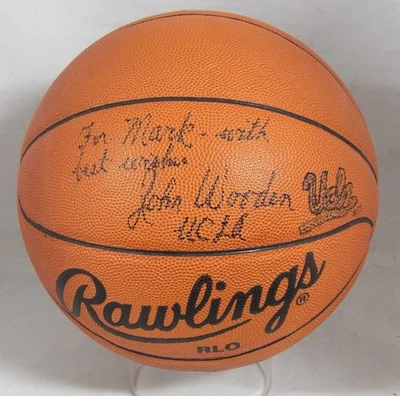 For Mark - with
best wishes
John Wooden
UCLA
Ucla
Rawlings®
RLO